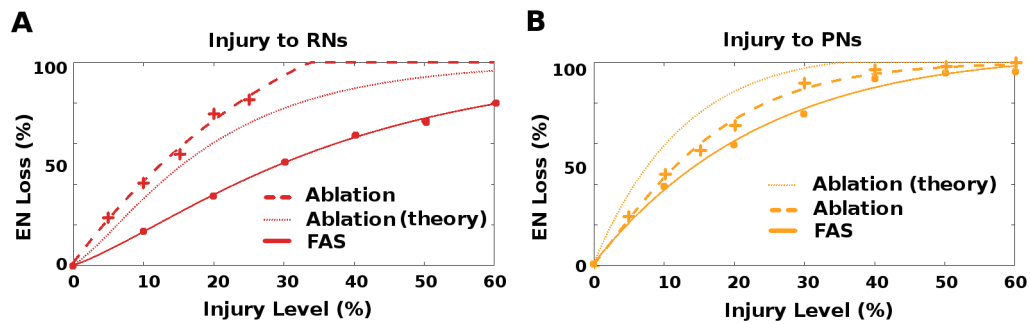 A
Injury to RNs
EN Loss (%)
100
50
0
0 10 20 30 40 50 60
Injury Level (%)
Ablation
Ablation (theory)
FAS
B
Injury to PNs
EN Loss (%)
100
50
0
0 10 20 30 40 50 60
Injury Level (%)
Ablation (theory)
Ablation
FAS